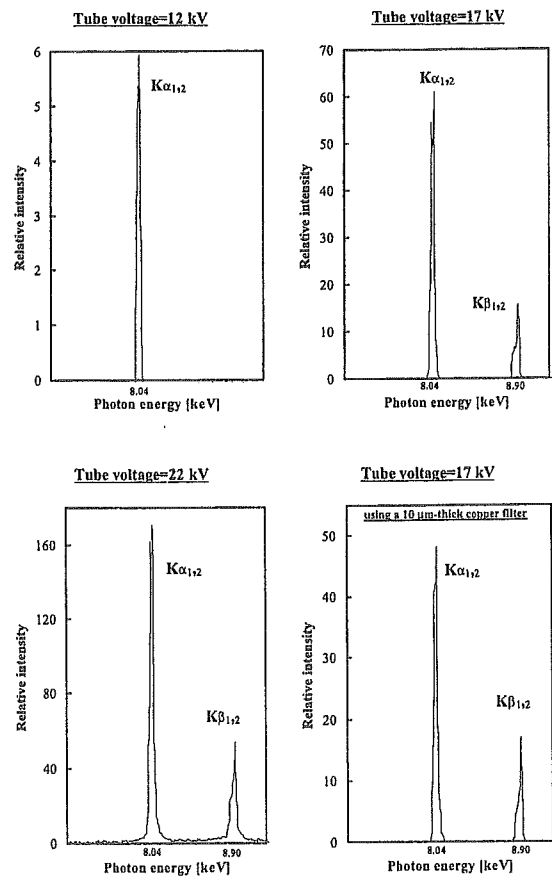 Tube voltage=12 kV
6
5
4
3
2
1
0
Relative intensity
Kα1,2
8.04
Photon energy [keV]
Tube voltage=17 kV
70
60
50
40
30
20
10
0
Relative intensity
Kα1,2
Kβ1,2
8.04 8.90
Photon energy [keV]
Tube voltage=22 kV
160
120
80
40
0
Relative intensity
Kα1,2
Kβ1,2
8.04 8.90
Photon energy [keV]
Tube voltage=17 kV
using a 10 μm-thick copper filter
50
40
30
20
10
0
Relative intensity
Kα1,2
Kβ1,2
8.04 8.90
Photon energy [keV]